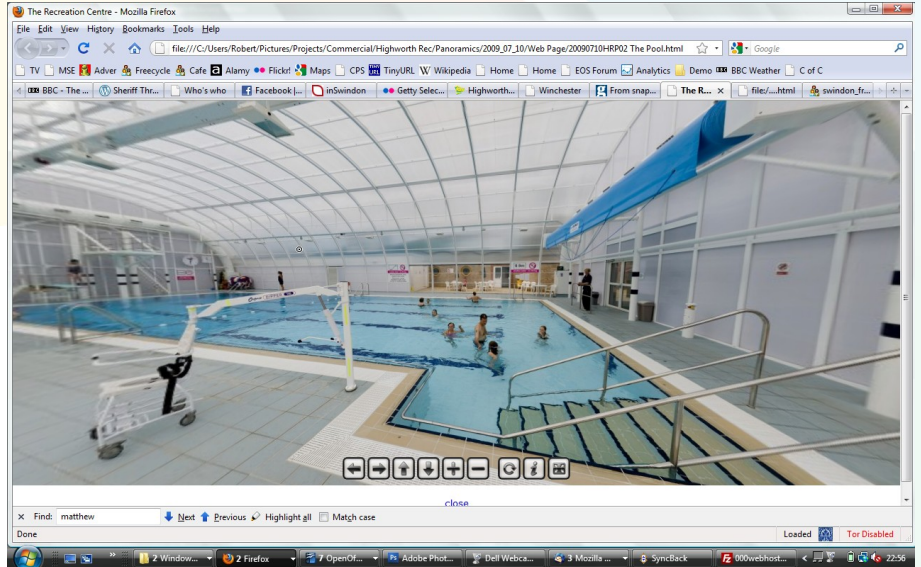 The Recreation Centre - Mozilla Firefox
File Edit View History Bookmarks Tools Help
file:///C:/Users/Robert/Pictures/Projects/Commercial/Highworth Rec/Panoramics/2009_07_10/Web Page/20090710HRP02 The Pool.html
Google
TV MSE Adver Freecycle Cafe Alamy Flickr! Maps CPS TinyURL Wikipedia Home Home EOS Forum Analytics Demo BBC Weather C of C
BBC - The ... Sheriff Thr... Who's who Facebook |... inSwindon Getty Selec... Highworth... Winchester From snap... The R... file:/....html swindon_fr...
close
Find: matthew Next Previous Highlight all Match case
Done Loaded Tor Disabled
2 Window... 2 Firefox 7 OpenOf... Adobe Phot... Dell Webca... 3 Mozilla ... SyncBack 000webhost... 22:56